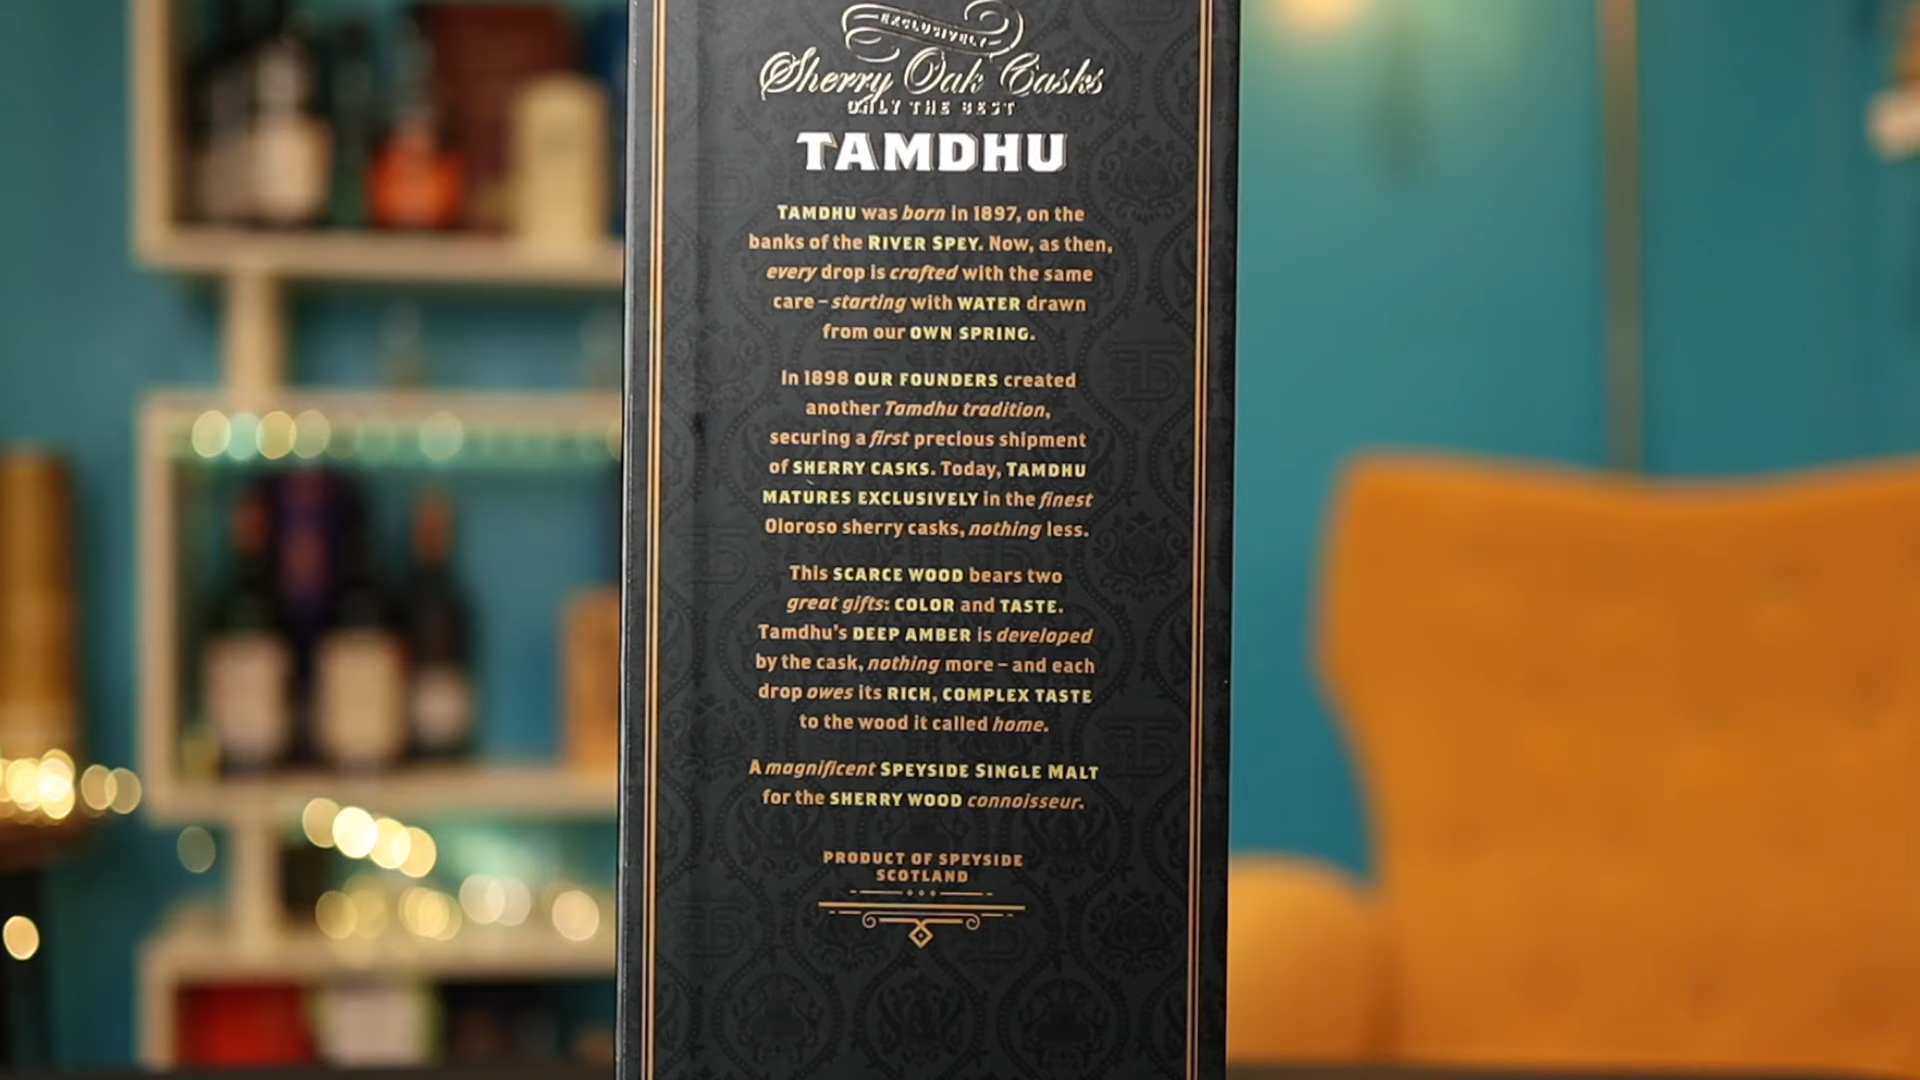 EXCLUSIVELY
Sherry Oak Casks
ONLY THE BEST
TAMDHU
TAMDHU was born in 1897, on the
banks of the RIVER SPEY. Now, as then,
every drop is crafted with the same
care – starting with WATER drawn
from our OWN SPRING.
In 1898 OUR FOUNDERS created
another Tamdhu tradition,
securing a first precious shipment
of SHERRY CASKS. Today, TAMDHU
MATURES EXCLUSIVELY in the finest
Oloroso sherry casks, nothing less.
This SCARCE WOOD bears two
great gifts: COLOR and TASTE.
Tamdhu's DEEP AMBER is developed
by the cask, nothing more – and each
drop owes its RICH, COMPLEX TASTE
to the wood it called home.
A magnificent SPEYSIDE SINGLE MALT
for the SHERRY WOOD connoisseur.
PRODUCT OF SPEYSIDE
SCOTLAND